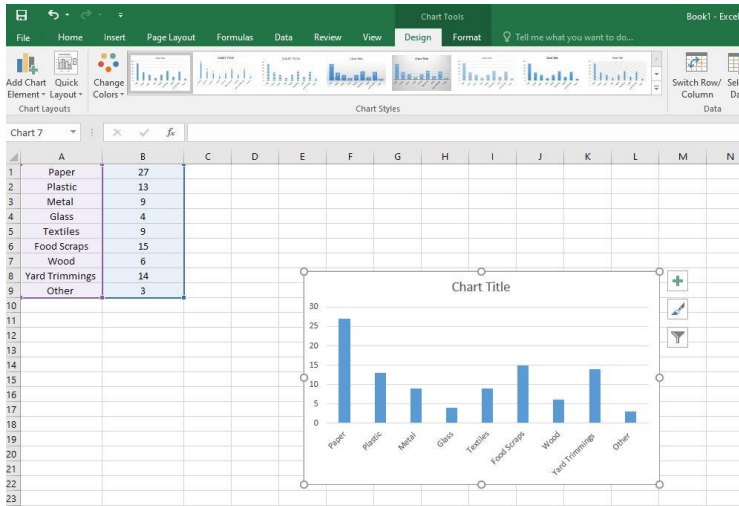 Chart Tools
Book1 - Excel
File Home Insert Page Layout Formulas Data Review View Design Format Tell me what you want to do...
Add Chart Element Quick Layout Change Colors Switch Row/ Column
Chart Layouts Chart Styles Data
Chart 7 fx
A B C D E F G H I J K L M N
1 Paper 27
2 Plastic 13
3 Metal 9
4 Glass 4
5 Textiles 9
6 Food Scraps 15
7 Wood 6
8 Yard Trimmings 14
9 Other 3
10
11
12
13
14
15
16
17
18
19
20
21
22
23
Chart Title
30
25
20
15
10
5
0
Paper Plastic Metal Glass Textiles Food Scraps Wood Yard Trimmings Other